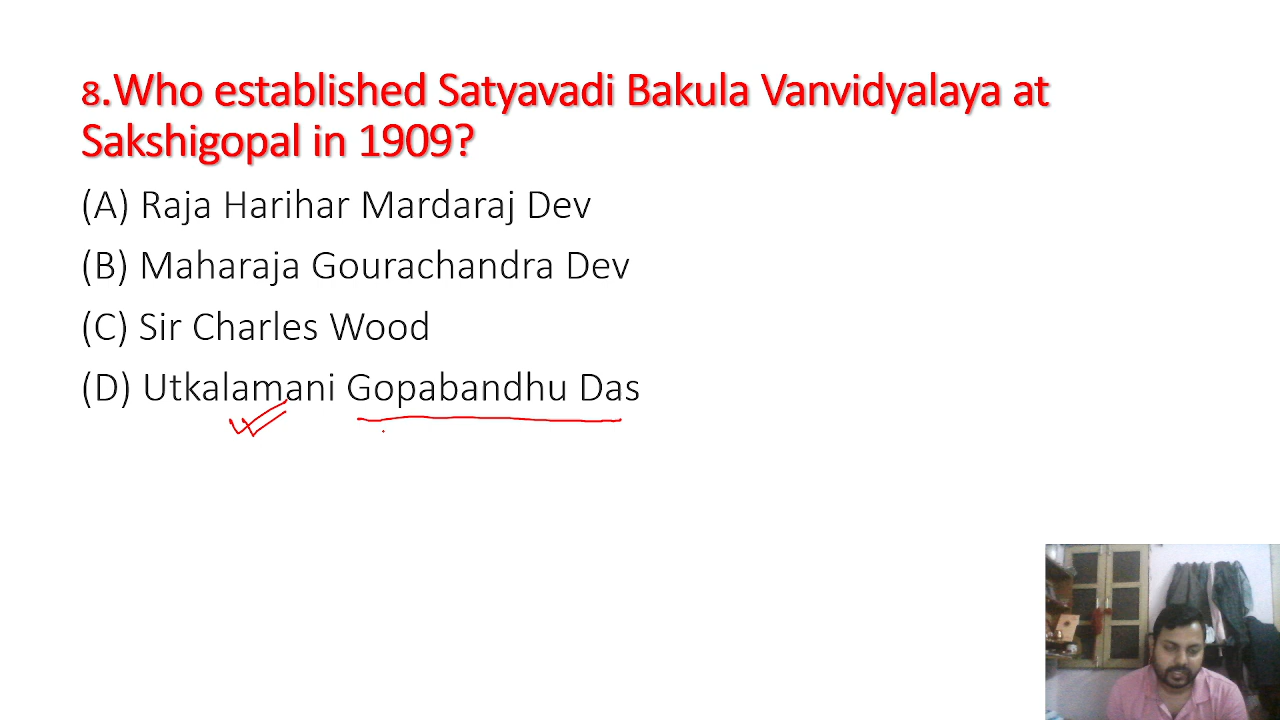 8.Who established Satyavadi Bakula Vanvidyalaya at
Sakshigopal in 1909?
(A) Raja Harihar Mardaraj Dev
(B) Maharaja Gourachandra Dev
(C) Sir Charles Wood
(D) Utkalamani Gopabandhu Das